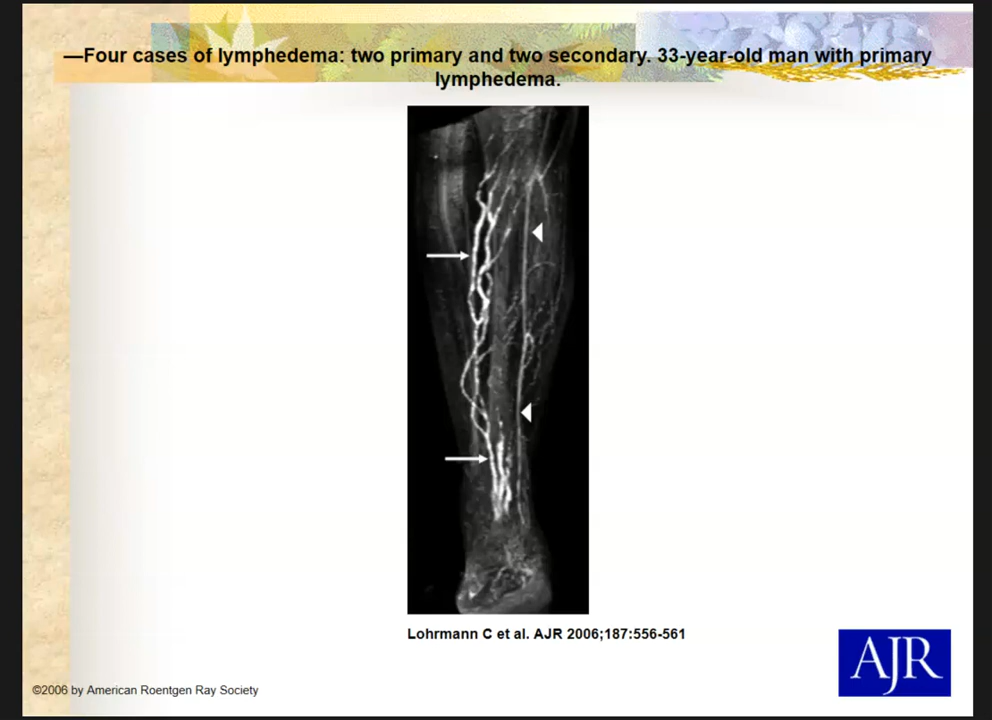 —Four cases of lymphedema: two primary and two secondary. 33-year-old man with primary
lymphedema.
Lohrmann C et al. AJR 2006;187:556-561
AJR
©2006 by American Roentgen Ray Society